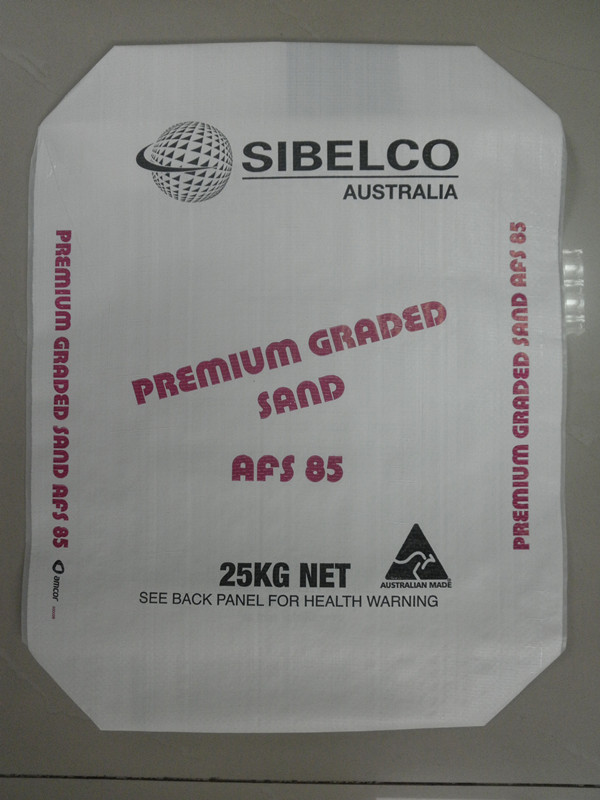 SIBELCO
AUSTRALIA
PREMIUM GRADED
SAND
AFS 85
PREMIUM GRADED SAND AFS 85
PREMIUM GRADED SAND AFS 85
25KG NET
AUSTRALIAN MADE
SEE BACK PANEL FOR HEALTH WARNING
amcor